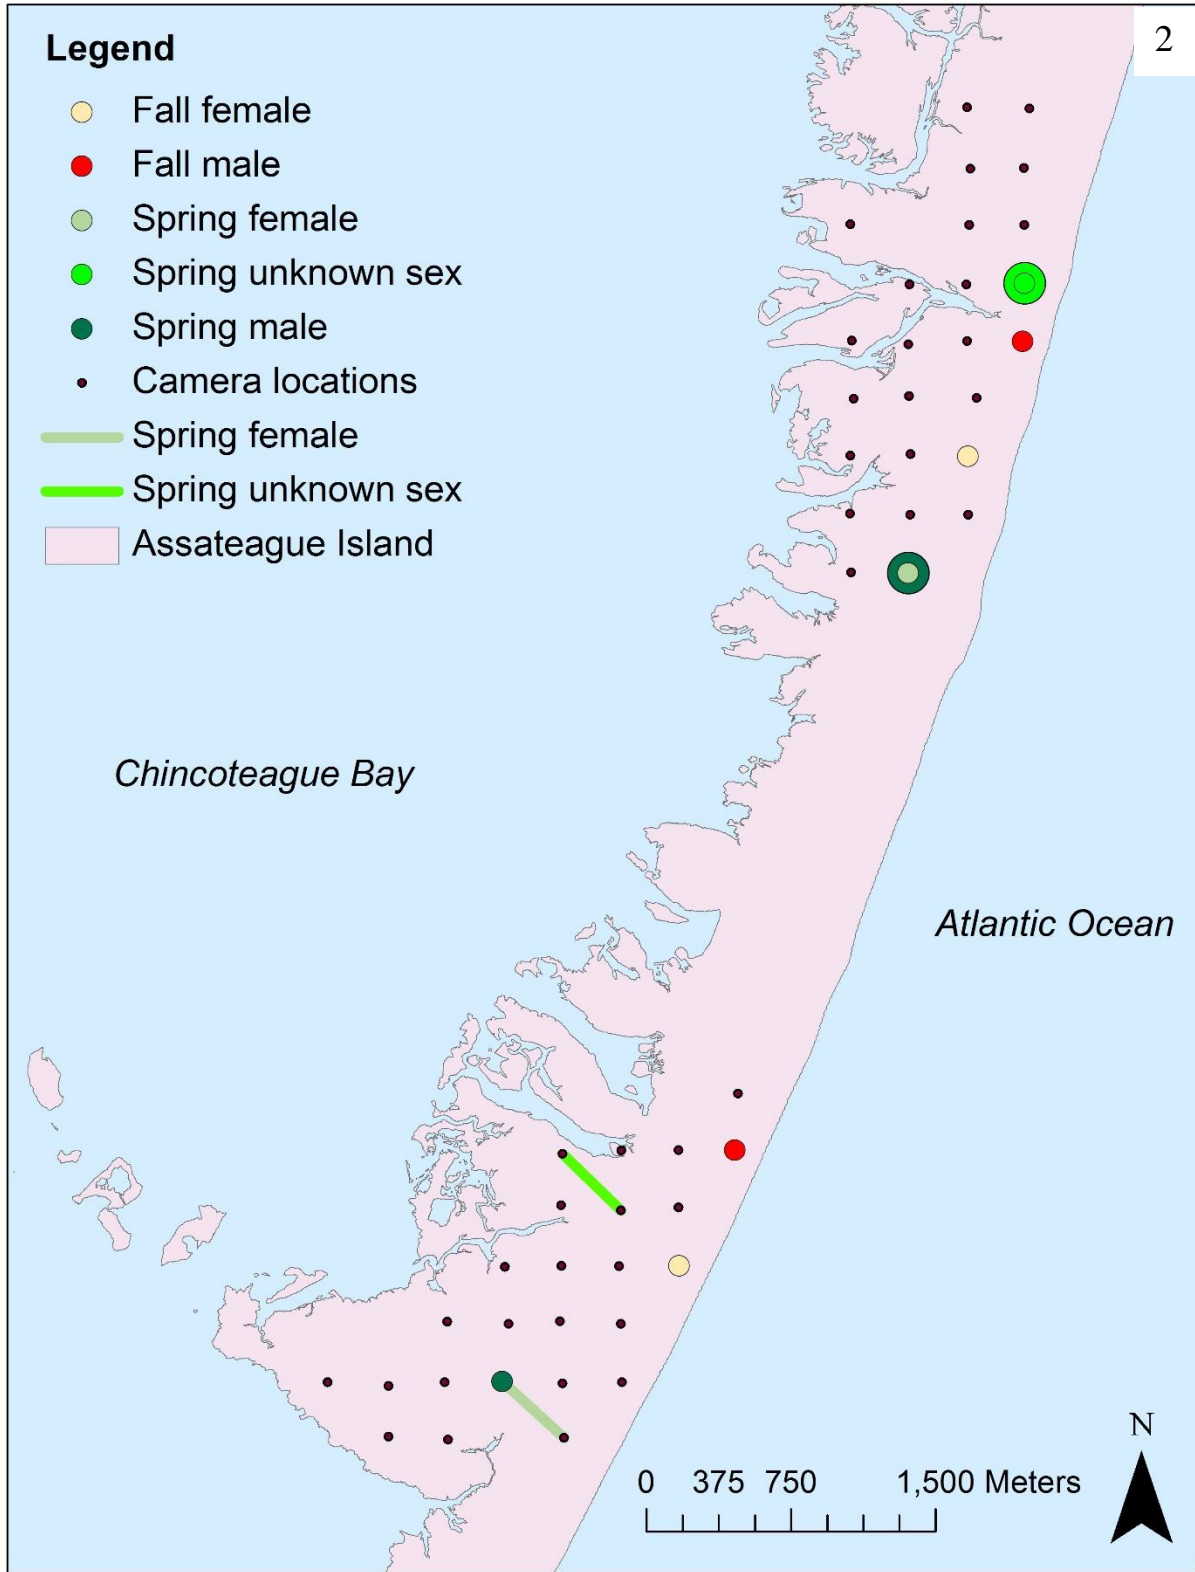 2
Legend
Fall female
Fall male
Spring female
Spring unknown sex
Spring male
Camera locations
Spring female
Spring unknown sex
Assateague Island
Chincoteague Bay
Atlantic Ocean
N
0 375 750 1,500 Meters